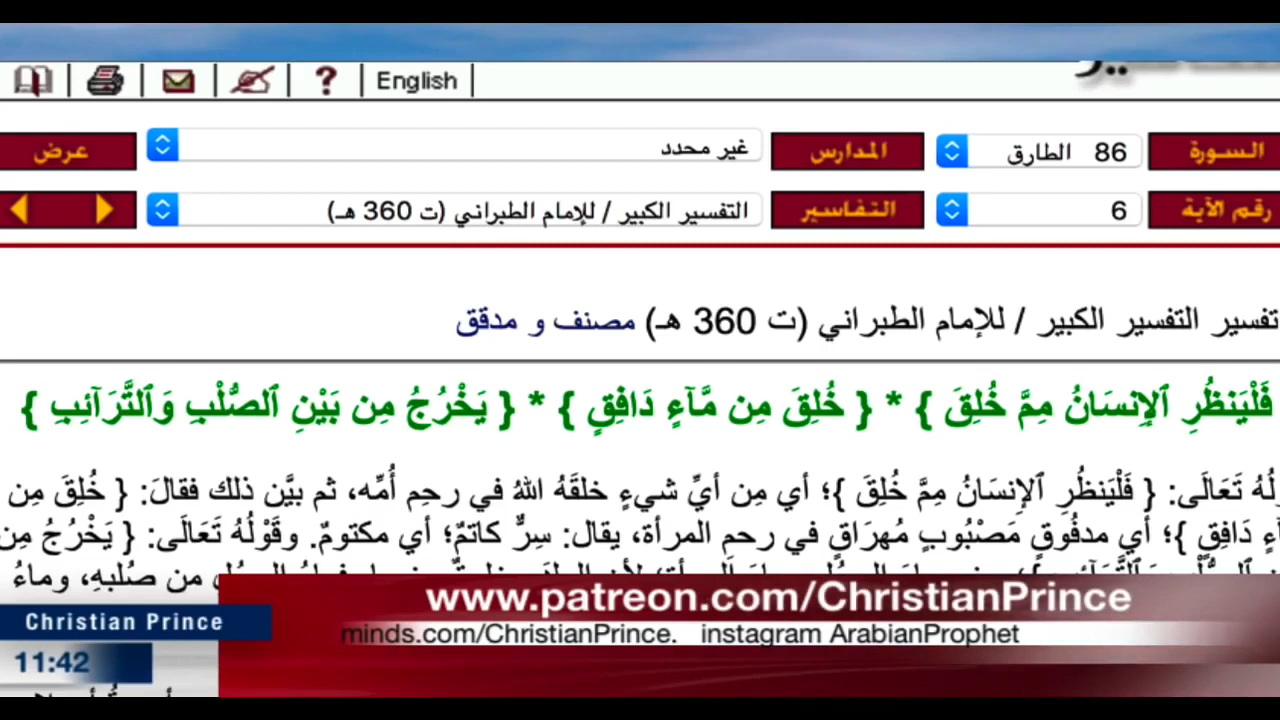 English
السورة 86 الطارق المدارس غير محدد عرض
رقم الآية 6 التفاسير التفسير الكبير / للإمام الطبراني (ت 360 هـ)
تفسير التفسير الكبير / للإمام الطبراني (ت 360 هـ) مصنف و مدقق
فَلْيَنظُرِ ٱلإِنسَانُ مِمَّ خُلِقَ } * { خُلِقَ مِن مَّآءٍ دَافِقٍ } * { يَخْرُجُ مِن بَيْنِ ٱلصُّلْبِ وَٱلتَّرَآئِبِ }
تَعَالَى: { فَلْيَنظُرِ ٱلإِنسَانُ مِمَّ خُلِقَ }؛ أي مِن أيِّ شيءٍ خلقَهُ اللهُ في رحِم أُمِّه، ثم بيَّن ذلك فقالَ: { خُلِقَ مِن
دَافِقٍ }؛ أي مدفُوقٍ مَصْبُوبٍ مُهرَاقٍ في رحمِ المرأة، يقال: سِرٌّ كاتمٌ؛ أي مكتومٌ. وقَوْلُهُ تَعَالَى: { يَخْرُجُ مِن
من صُلبهِ، وماءُ
www.patreon.com/ChristianPrince
Christian Prince
minds.com/ChristianPrince. instagram ArabianProphet
11:42